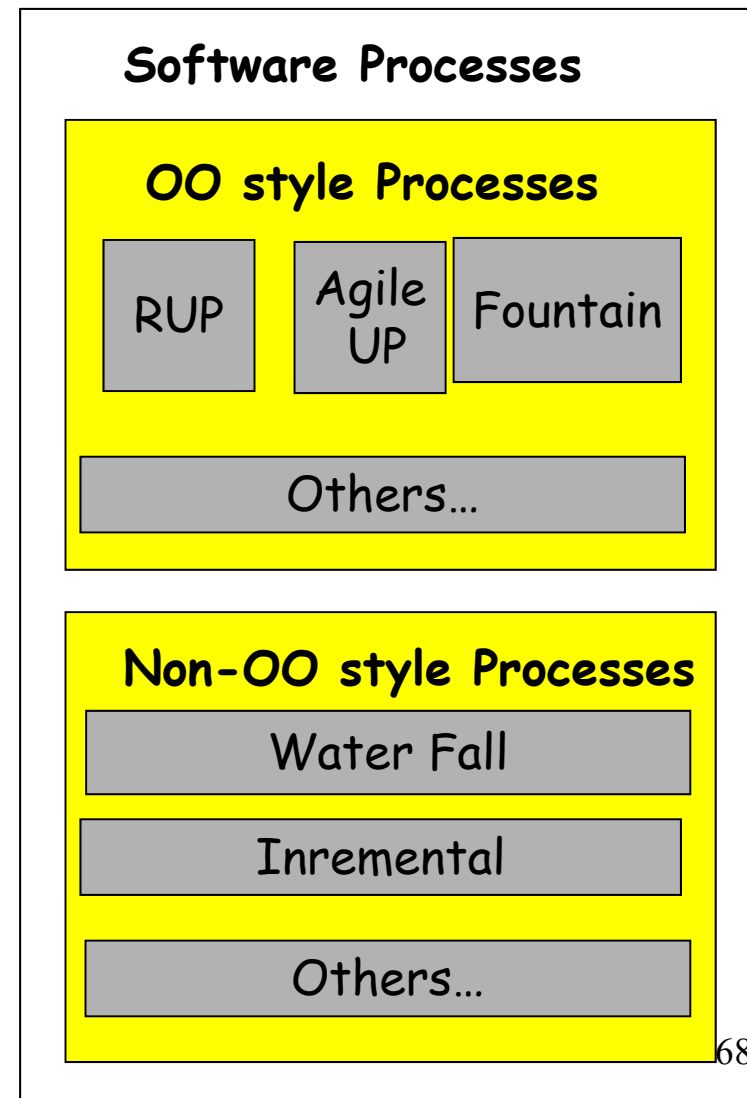 Software Processes
OO style Processes
RUP
Agile
UP
Fountain
Others…
Non-OO style Processes
Water Fall
Inremental
Others…
68